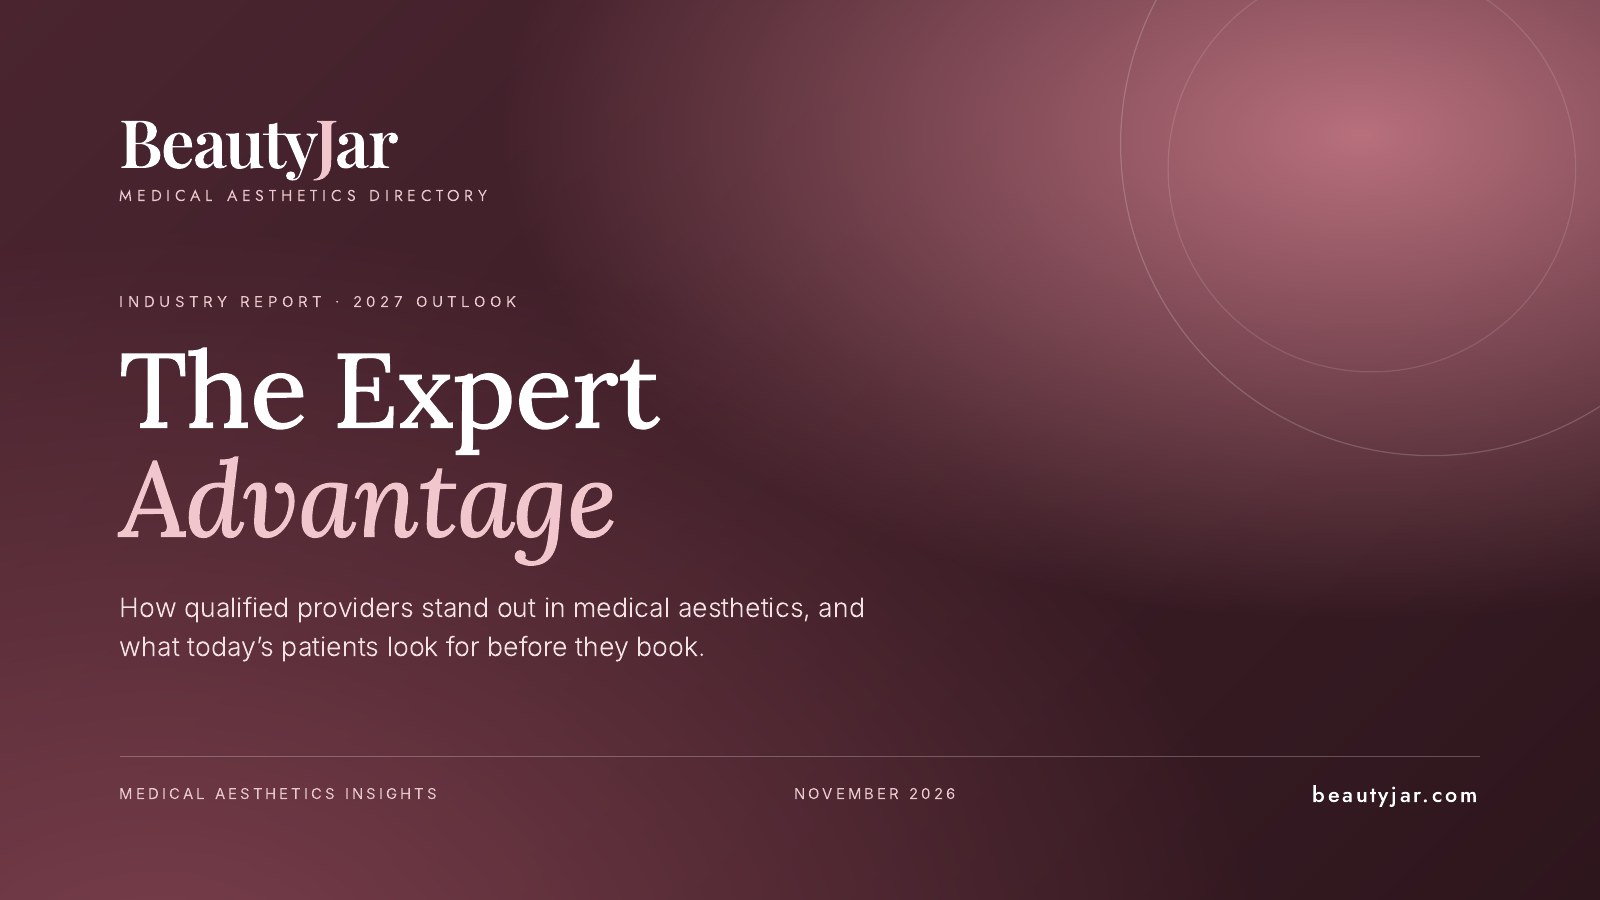 BeautyJar
MEDICAL AESTHETICS DIRECTORY
INDUSTRY REPORT · 2027 OUTLOOK
The Expert
Advantage
How qualified providers stand out in medical aesthetics, and
what today’s patients look for before they book.
MEDICAL AESTHETICS INSIGHTS
NOVEMBER 2026
beautyjar.com